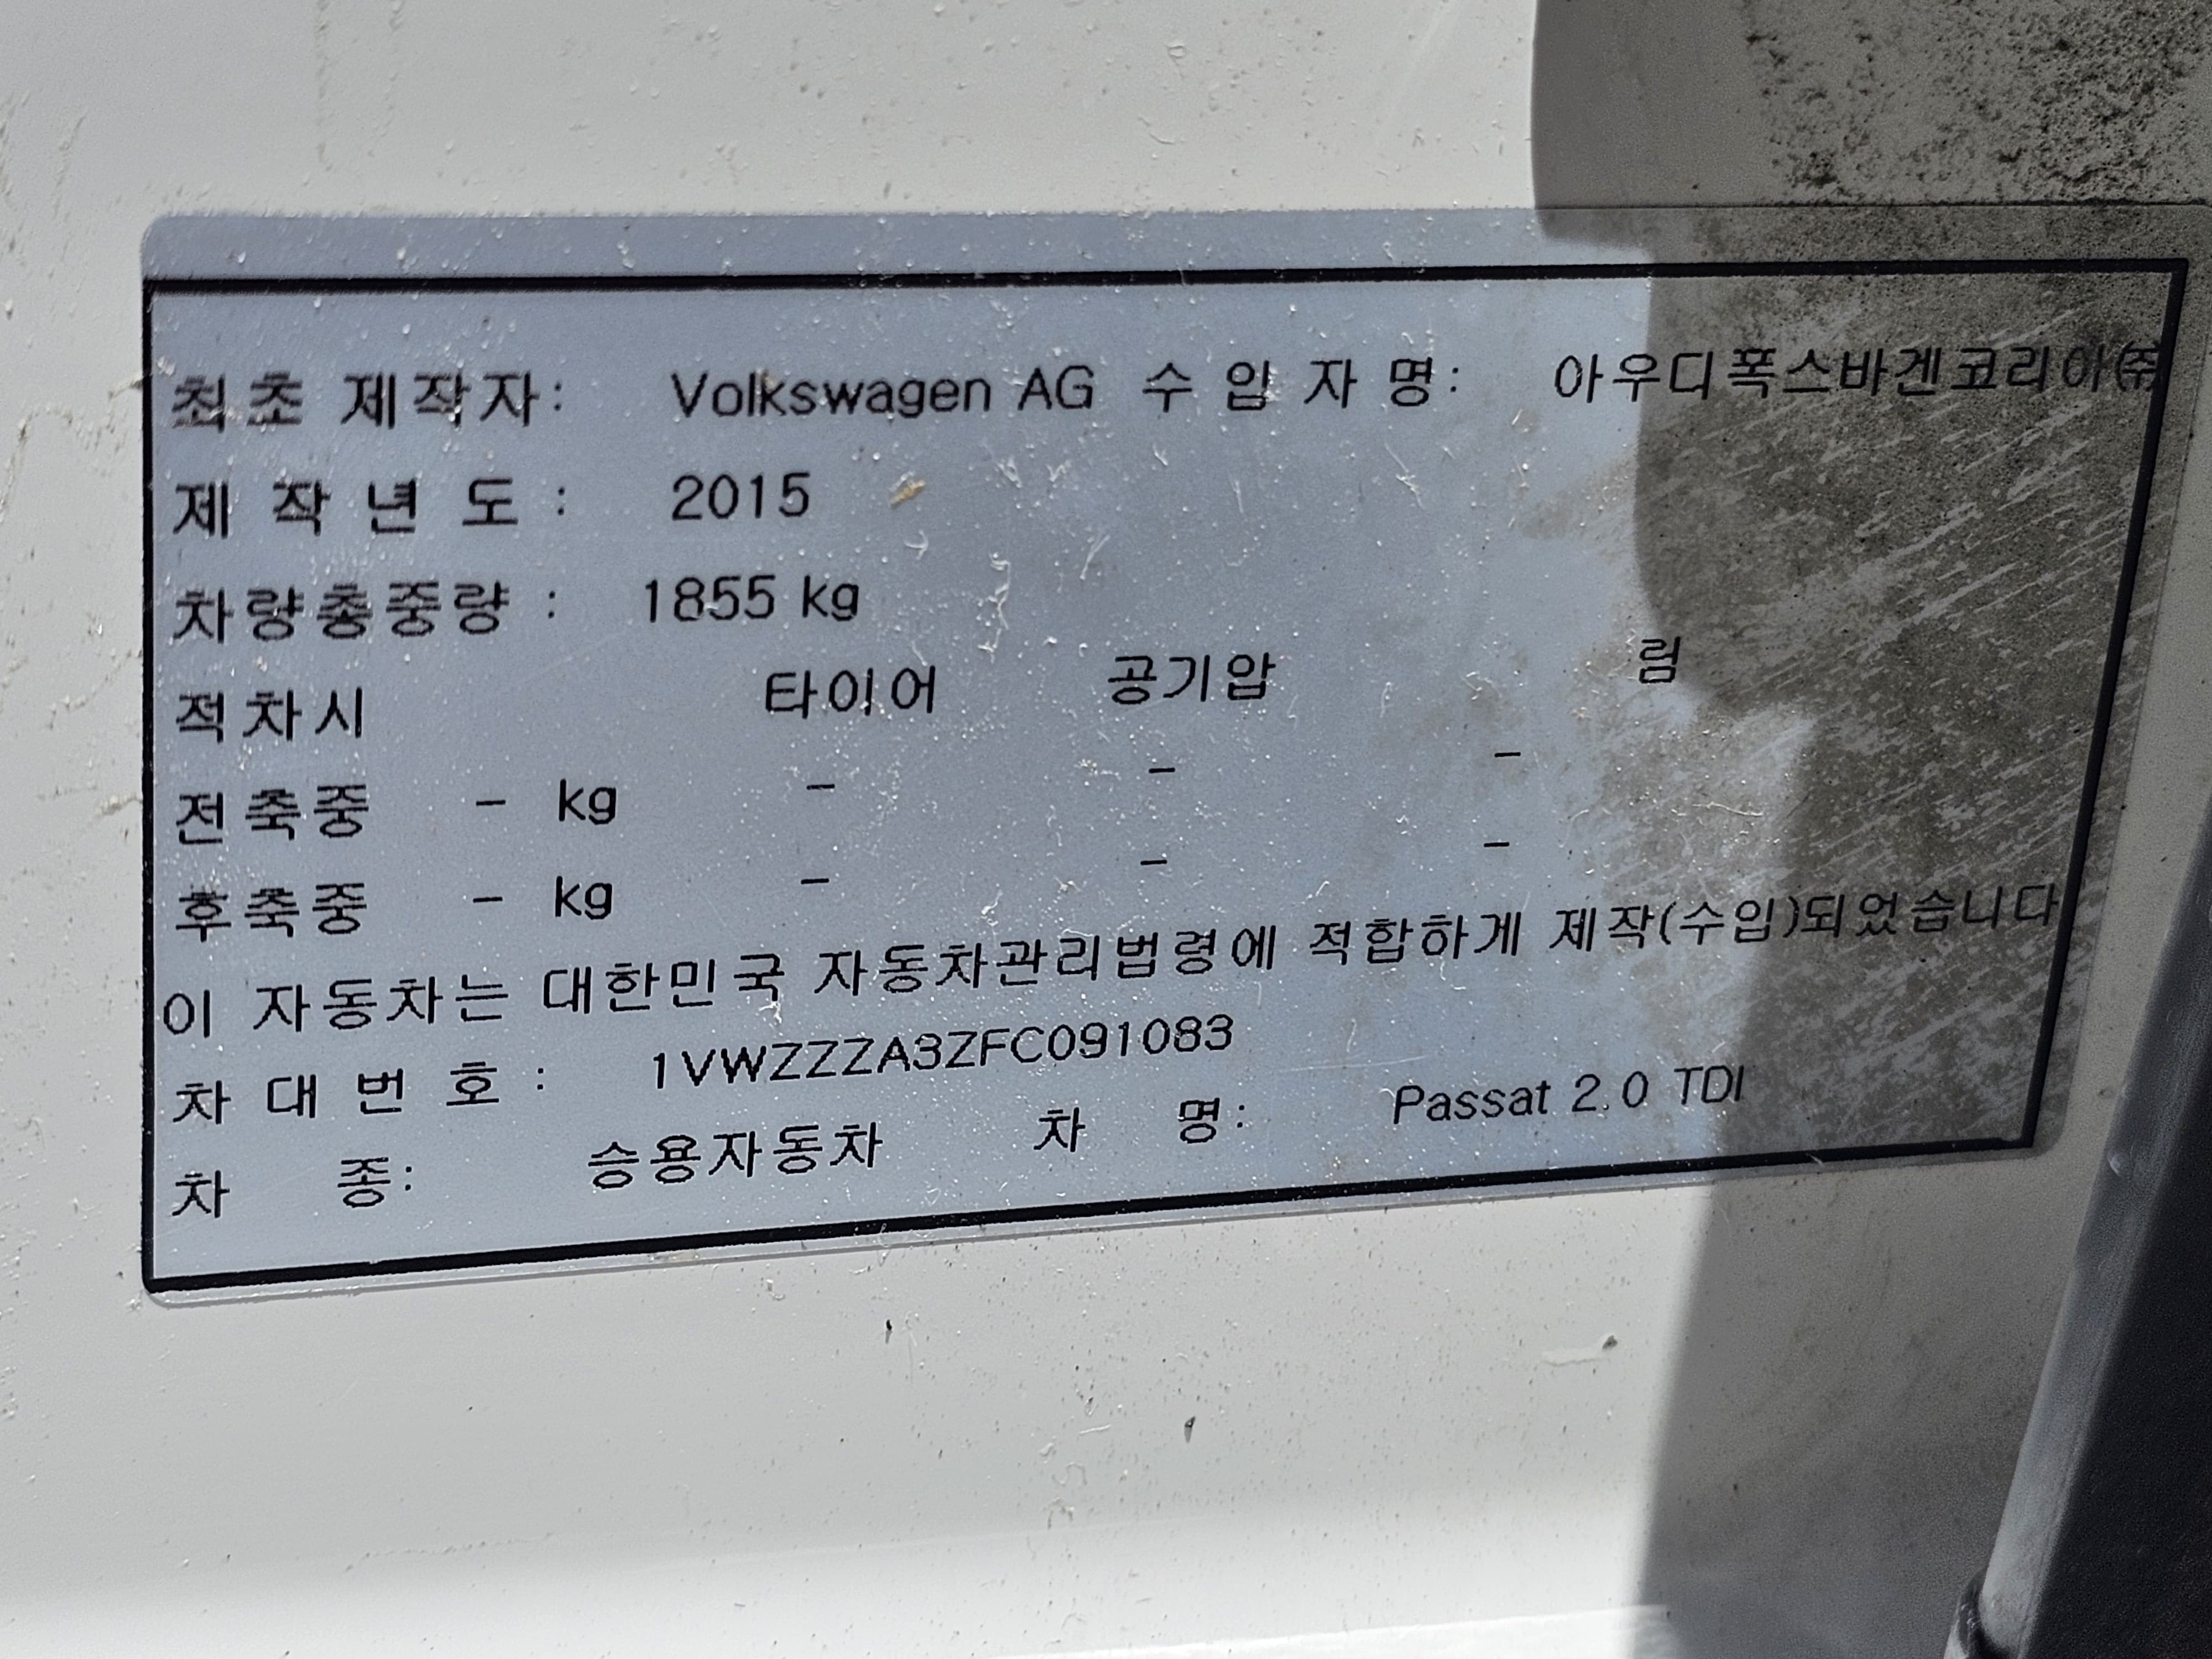 최초 제작자: Volkswagen AG 수 입 자 명: 아우디폭스바겐코리아㈜
제 작 년 도 : 2015
차량총중량 : 1855 kg
적차시 타이어 공기압 림
전축중 - kg - - -
후축중 - kg - - -
이 자동차는 대한민국 자동차관리법령에 적합하게 제작(수입)되었습니다
차 대 번 호 : 1VWZZZA3ZFC091083
차 종: 승용자동차 차 명: Passat 2.0 TDI